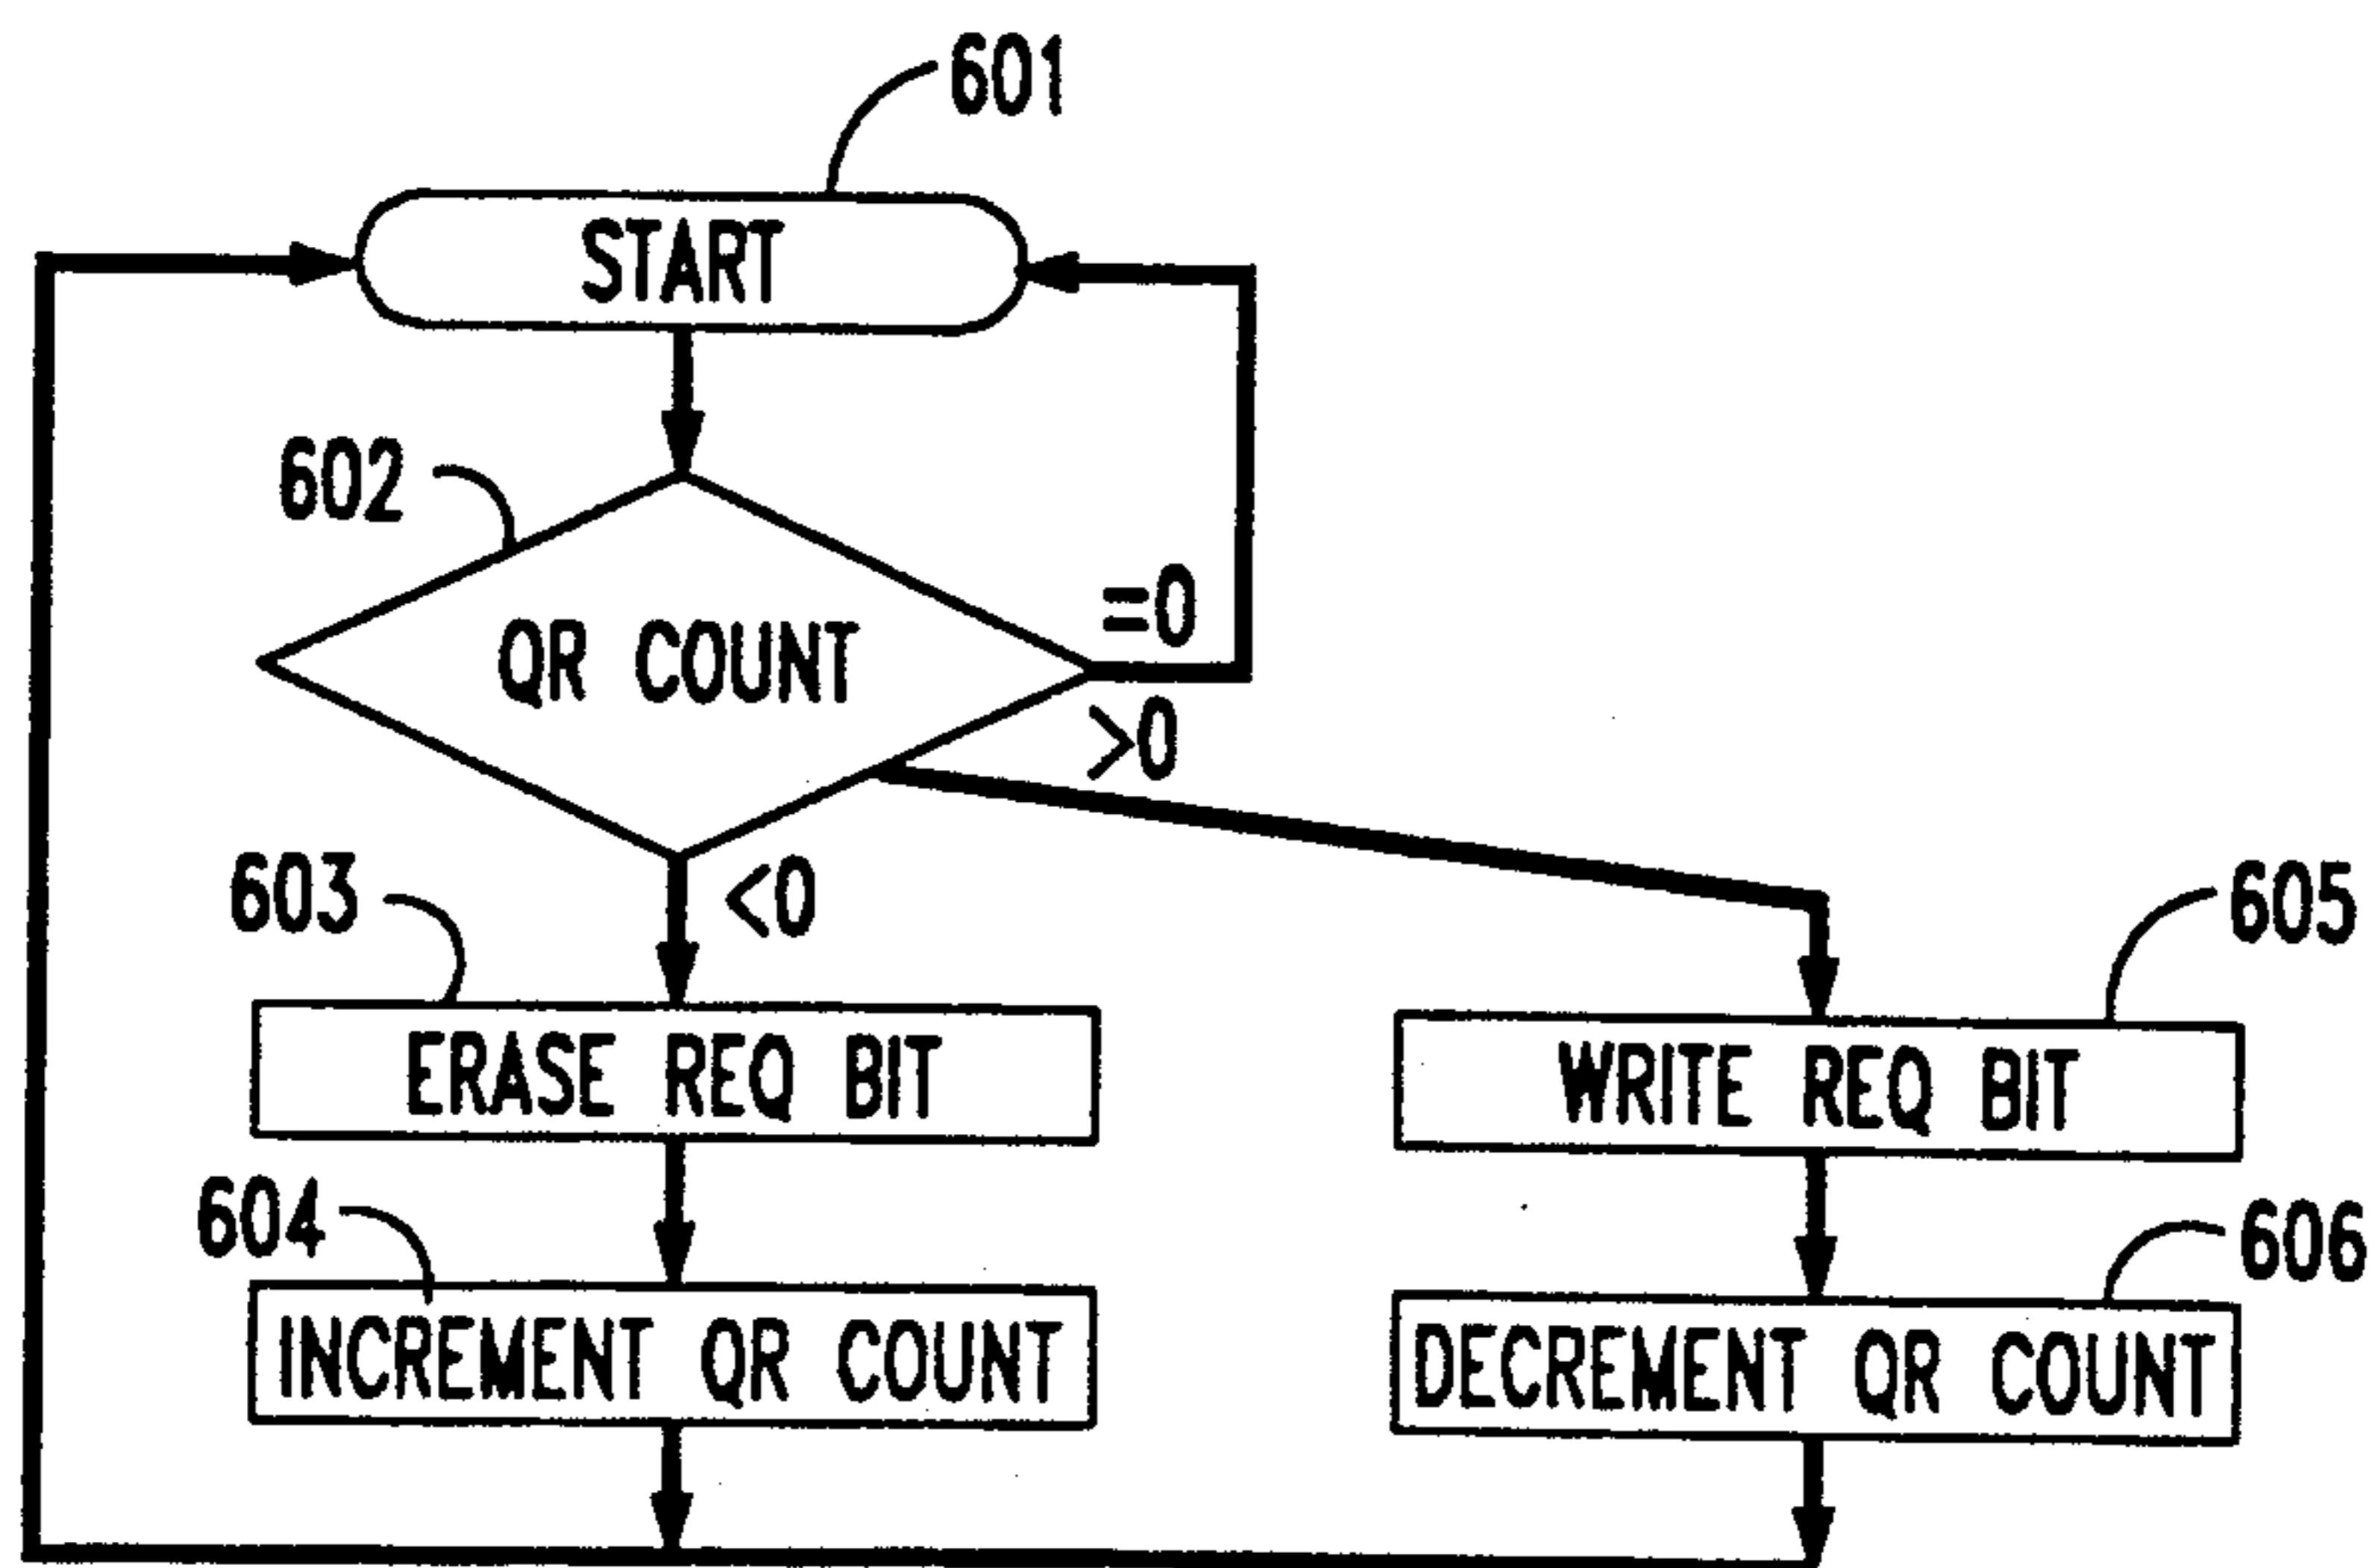 601
START
602
QR COUNT
=0
>0
<0
603
605
ERASE REQ BIT
WRITE REQ BIT
604
606
INCREMENT QR COUNT
DECREMENT QR COUNT